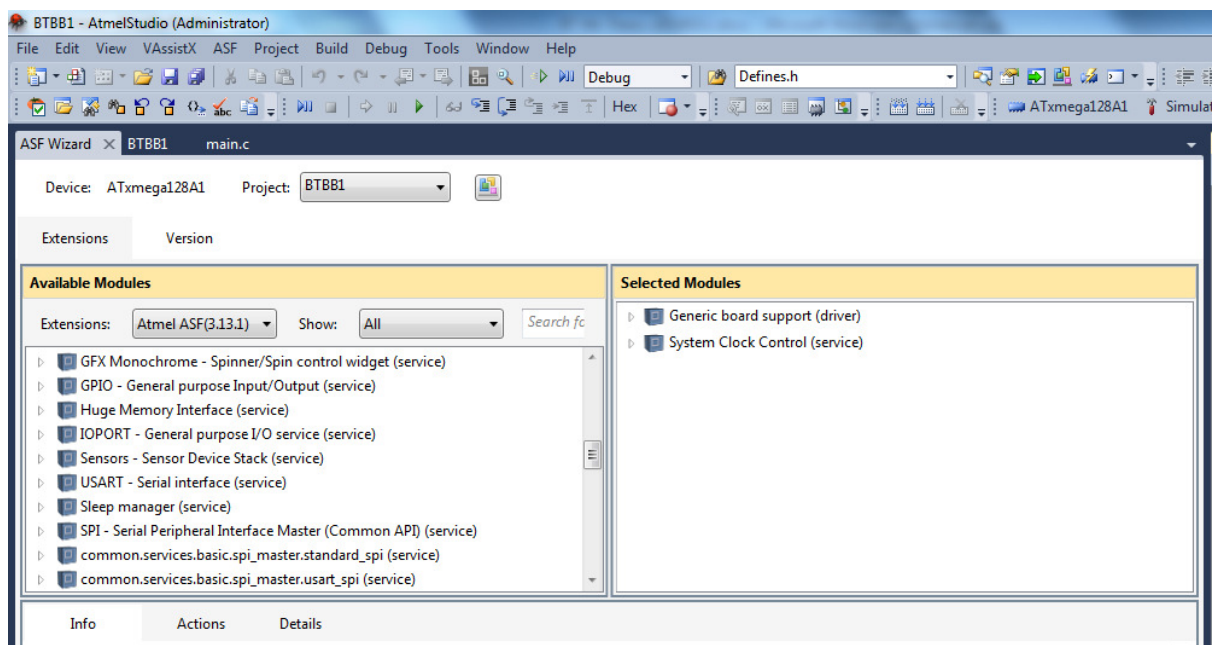 BTBB1 - AtmelStudio (Administrator)
File Edit View VAssistX ASF Project Build Debug Tools Window Help
Debug Defines.h
Hex ATxmega128A1 Simulat
ASF Wizard BTBB1 main.c
Device: ATxmega128A1 Project: BTBB1
Extensions Version
Available Modules
Extensions: Atmel ASF(3.13.1) Show: All Search fo
GFX Monochrome - Spinner/Spin control widget (service)
GPIO - General purpose Input/Output (service)
Huge Memory Interface (service)
IOPORT - General purpose I/O service (service)
Sensors - Sensor Device Stack (service)
USART - Serial interface (service)
Sleep manager (service)
SPI - Serial Peripheral Interface Master (Common API) (service)
common.services.basic.spi_master.standard_spi (service)
common.services.basic.spi_master.usart_spi (service)
Selected Modules
Generic board support (driver)
System Clock Control (service)
Info Actions Details